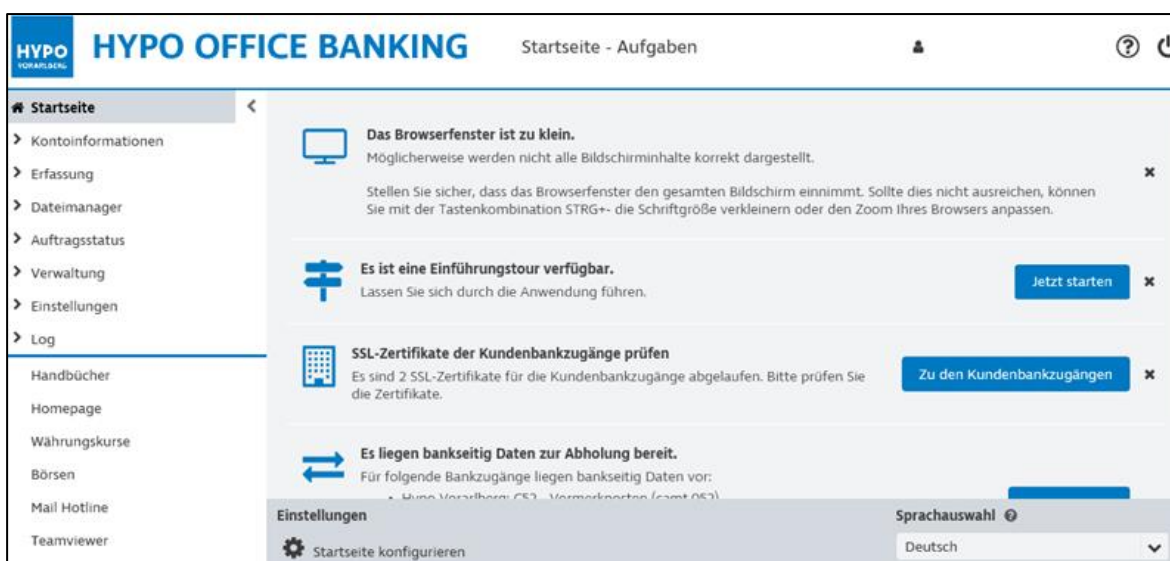 HYPO
VORARLBERG
HYPO OFFICE BANKING
Startseite - Aufgaben
Startseite
Kontoinformationen
Erfassung
Dateimanager
Auftragsstatus
Verwaltung
Einstellungen
Log
Handbücher
Homepage
Währungskurse
Börsen
Mail Hotline
Teamviewer
Das Browserfenster ist zu klein.
Möglicherweise werden nicht alle Bildschirminhalte korrekt dargestellt.
Stellen Sie sicher, dass das Browserfenster den gesamten Bildschirm einnimmt. Sollte dies nicht ausreichen, können
Sie mit der Tastenkombination STRG+- die Schriftgröße verkleinern oder den Zoom Ihres Browsers anpassen.
Es ist eine Einführungstour verfügbar.
Lassen Sie sich durch die Anwendung führen.
Jetzt starten
SSL-Zertifikate der Kundenbankzugänge prüfen
Es sind 2 SSL-Zertifikate für die Kundenbankzugänge abgelaufen. Bitte prüfen Sie
die Zertifikate.
Zu den Kundenbankzugängen
Es liegen bankseitig Daten zur Abholung bereit.
Für folgende Bankzugänge liegen bankseitig Daten vor:
Hypo Vorarlberg: C52 - Vormerkposten (camt.052)
Einstellungen
Startseite konfigurieren
Sprachauswahl
Deutsch